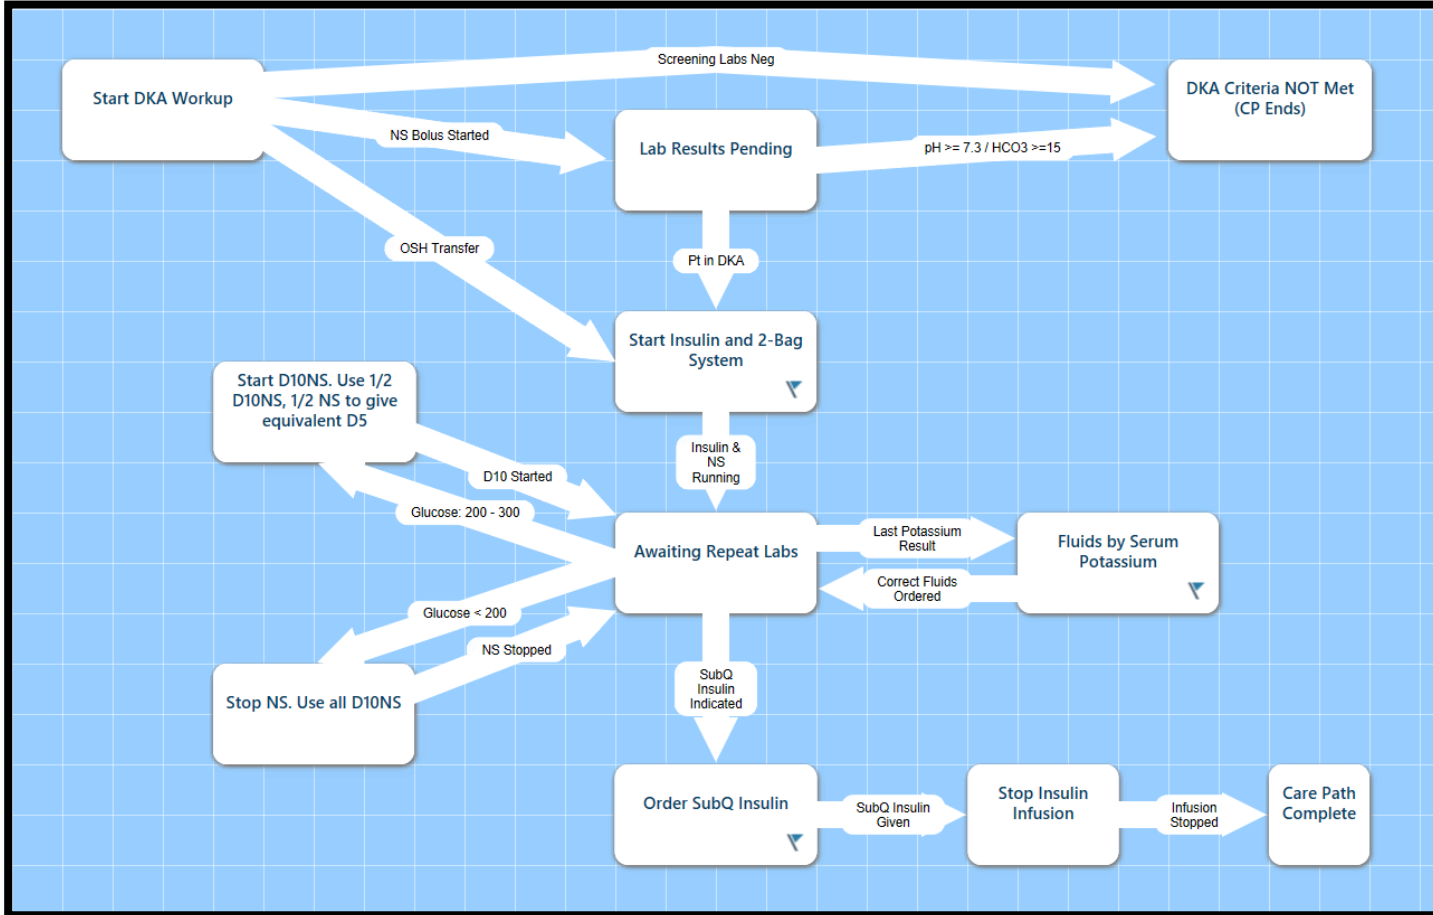 Screening Labs Neg
Start DKA Workup
DKA Criteria NOT Met
(CP Ends)
NS Bolus Started
Lab Results Pending
pH >= 7.3 / HCO3 >=15
OSH Transfer
Pt in DKA
Start Insulin and 2-Bag
System
Start D10NS. Use 1/2
D10NS, 1/2 NS to give
equivalent D5
Insulin &
NS
Running
D10 Started
Glucose: 200 - 300
Awaiting Repeat Labs
Last Potassium
Result
Fluids by Serum
Potassium
Correct Fluids
Ordered
Glucose < 200
NS Stopped
Stop NS. Use all D10NS
SubQ
Insulin
Indicated
Order SubQ Insulin
SubQ Insulin
Given
Stop Insulin
Infusion
Infusion
Stopped
Care Path
Complete